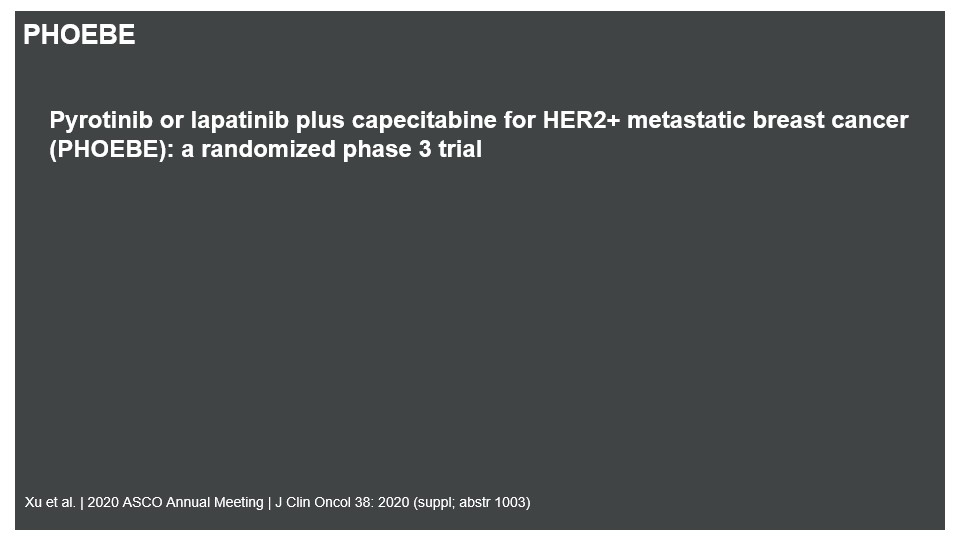 PHOEBE
Pyrotinib or lapatinib plus capecitabine for HER2+ metastatic breast cancer
(PHOEBE): a randomized phase 3 trial
Xu et al. | 2020 ASCO Annual Meeting | J Clin Oncol 38: 2020 (suppl; abstr 1003)